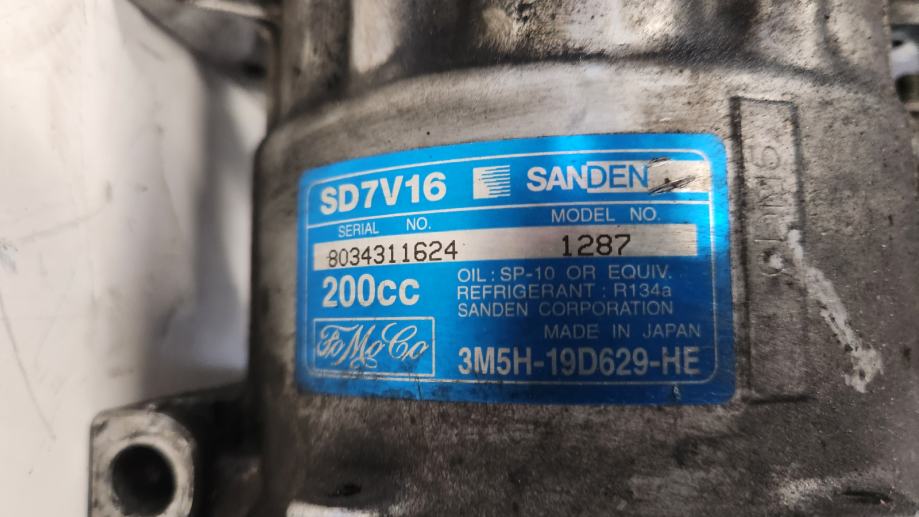 SD7V16 SANDEN
SERIAL NO. MODEL NO.
8034311624 1287
200cc
OIL : SP-10 OR EQUIV.
REFRIGERANT : R134a
SANDEN CORPORATION
MADE IN JAPAN
FoMoCo
3M5H-19D629-HE